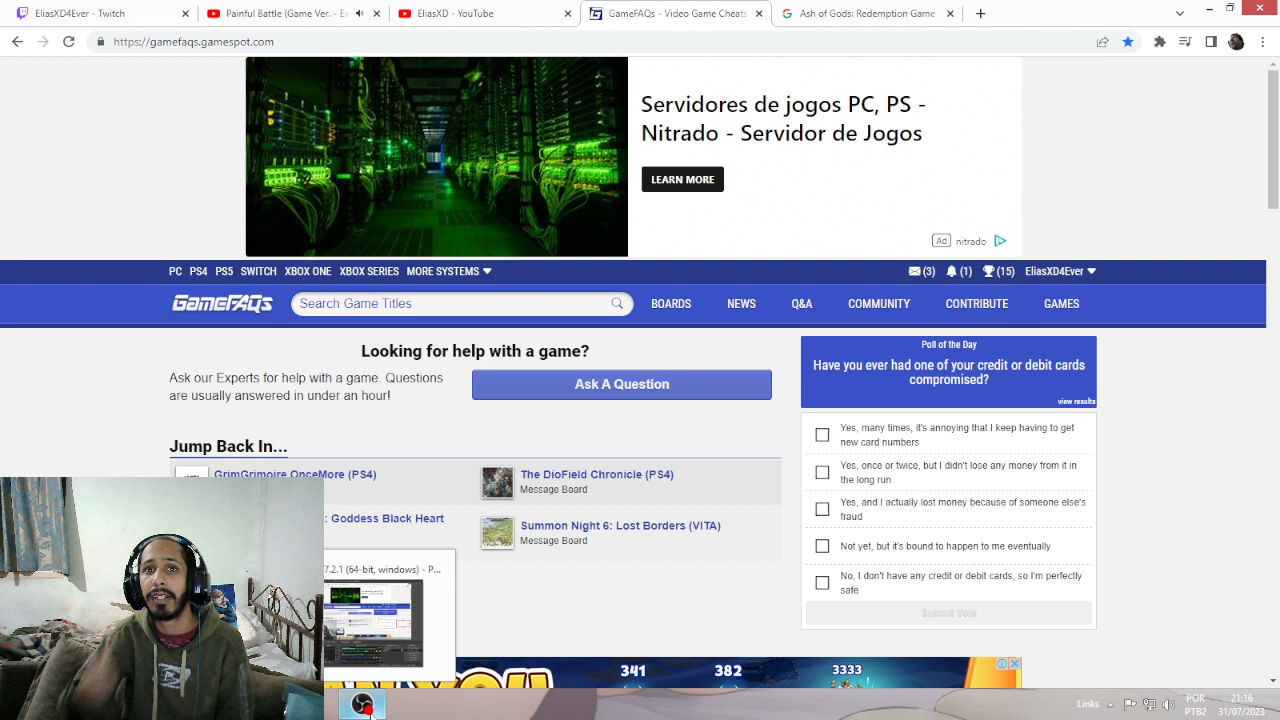 EliasXD4Ever - Twitch
Painful Battle (Game Ver. - E
EliasXD - YouTube
GameFAQs - Video Game Cheats
Ash of Gods: Redemption Game
https://gamefaqs.gamespot.com
Servidores de jogos PC, PS -
Nitrado - Servidor de Jogos
LEARN MORE
Ad nitrado
PC PS4 PS5 SWITCH XBOX ONE XBOX SERIES MORE SYSTEMS
(3) (1) (15) EliasXD4Ever
GameFAQs
Search Game Titles
BOARDS NEWS Q&A COMMUNITY CONTRIBUTE GAMES
Looking for help with a game?
Ask our Experts for help with a game. Questions
are usually answered in under an hour!
Ask A Question
Jump Back In...
GrimGrimoire OnceMore (PS4)
The DioField Chronicle (PS4)
Message Board
: Goddess Black Heart
Summon Night 6: Lost Borders (VITA)
Message Board
7.2.1 (64-bit, windows) - P...
Poll of the Day
Have you ever had one of your credit or debit cards
compromised?
view results
Yes, many times, it's annoying that I keep having to get
new card numbers
Yes, once or twice, but I didn't lose any money from it in
the long run
Yes, and I actually lost money because of someone else's
fraud
Not yet, but it's bound to happen to me eventually
No, I don't have any credit or debit cards, so I'm perfectly
safe
Submit Vote
341 382 333
Links
POR
PTB2
21:16
31/07/2023